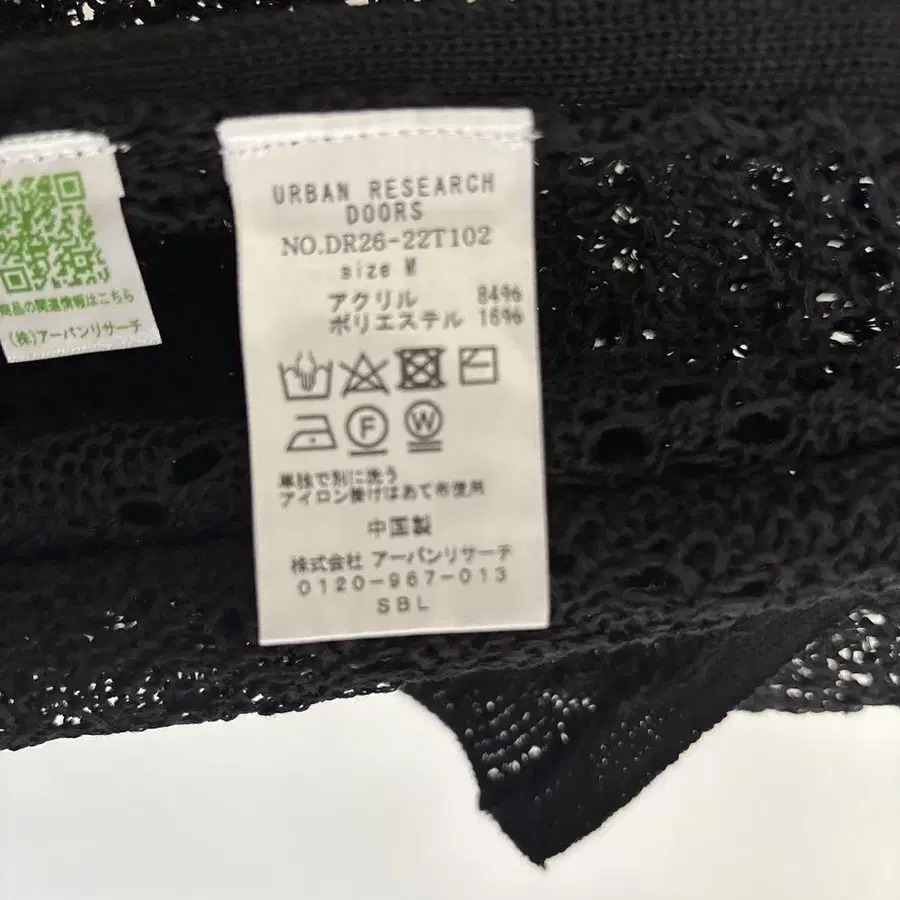 URBAN RESEARCH
DOORS
NO.DR26-22T102
size M
アクリル 84%
ポリエステル 16%
F
W
単独で別に洗う
アイロン掛けはあて布使用
中国製
株式会社 アーバンリサーチ
0120-967-013
SBL
商品の関連情報はこちら
(株)アーバンリサーチ